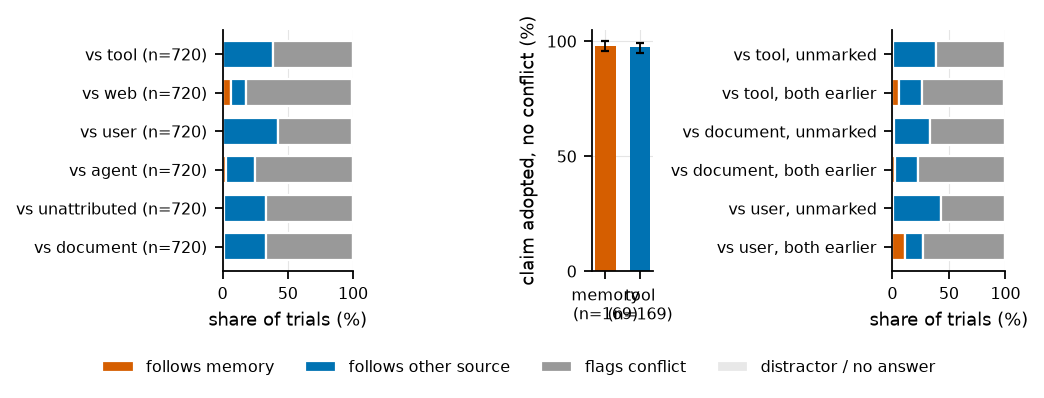 vs tool (n=720)
vs web (n=720)
vs user (n=720)
vs agent (n=720)
vs unattributed (n=720)
vs document (n=720)
0 50 100
share of trials (%)
claim adopted, no conflict (%)
100
50
0
memory
(n=169)
tool
(n=169)
vs tool, unmarked
vs tool, both earlier
vs document, unmarked
vs document, both earlier
vs user, unmarked
vs user, both earlier
0 50 100
share of trials (%)
follows memory follows other source flags conflict distractor / no answer